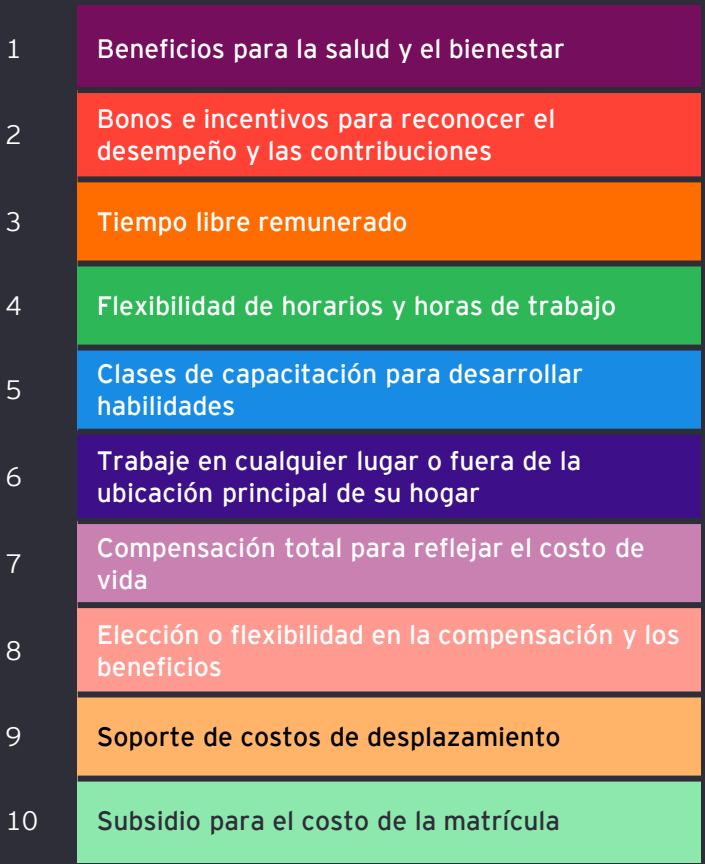 1
Beneficios para la salud y el bienestar
2
Bonos e incentivos para reconocer el
desempeño y las contribuciones
3
Tiempo libre remunerado
4
Flexibilidad de horarios y horas de trabajo
5
Clases de capacitación para desarrollar
habilidades
6
Trabaje en cualquier lugar o fuera de la
ubicación principal de su hogar
7
Compensación total para reflejar el costo de
vida
8
Elección o flexibilidad en la compensación y los
beneficios
9
Soporte de costos de desplazamiento
10
Subsidio para el costo de la matrícula